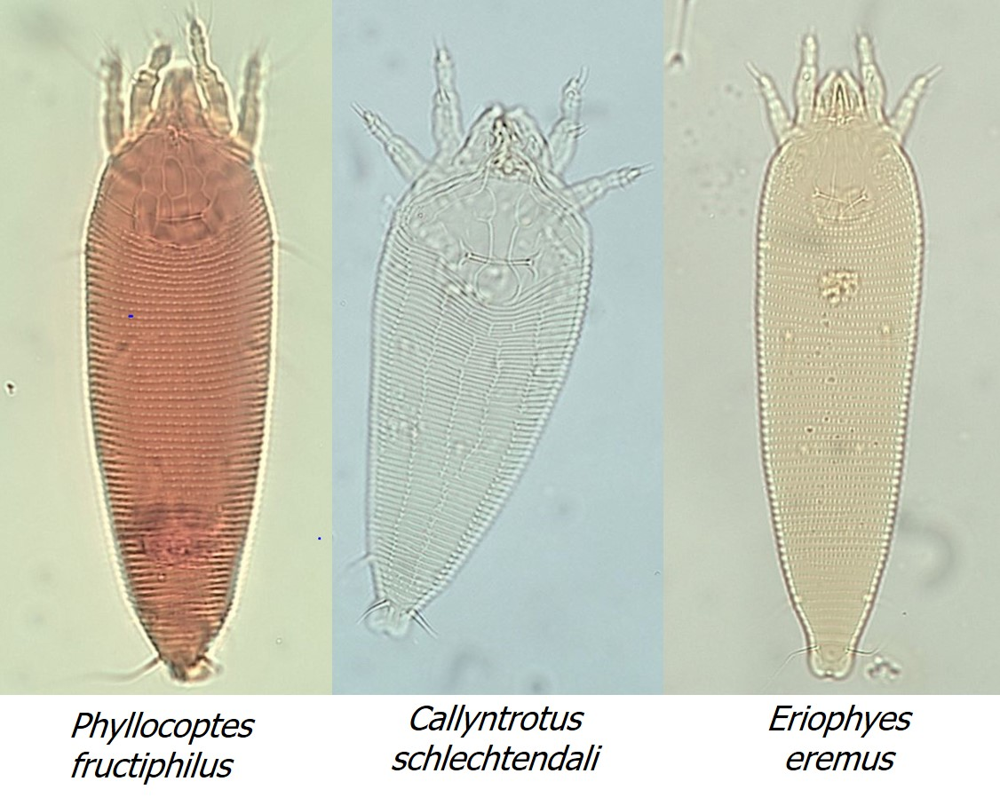 Phyllocoptes
fructiphilus
Callyntrotus
schlechtendali
Eriophyes
eremus